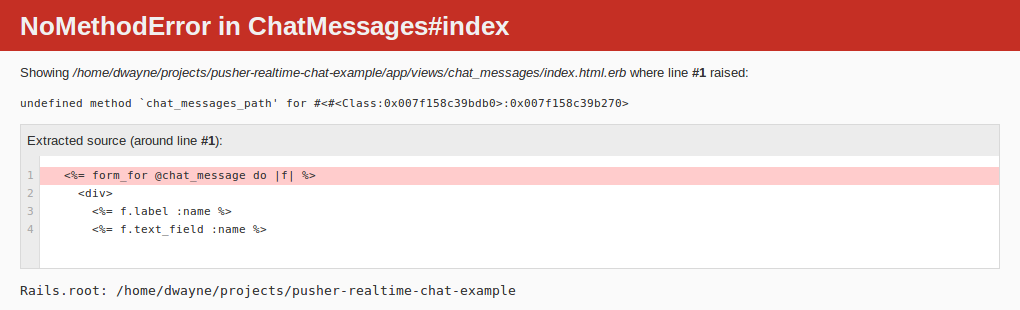 NoMethodError in ChatMessages#index
Showing /home/dwayne/projects/pusher-realtime-chat-example/app/views/chat_messages/index.html.erb where line #1 raised:
undefined method `chat_messages_path' for #<#<Class:0x007f158c39bdb0>:0x007f158c39b270>
Extracted source (around line #1):
1 <%= form_for @chat_message do |f| %>
2 <div>
3 <%= f.label :name %>
4 <%= f.text_field :name %>
Rails.root: /home/dwayne/projects/pusher-realtime-chat-example